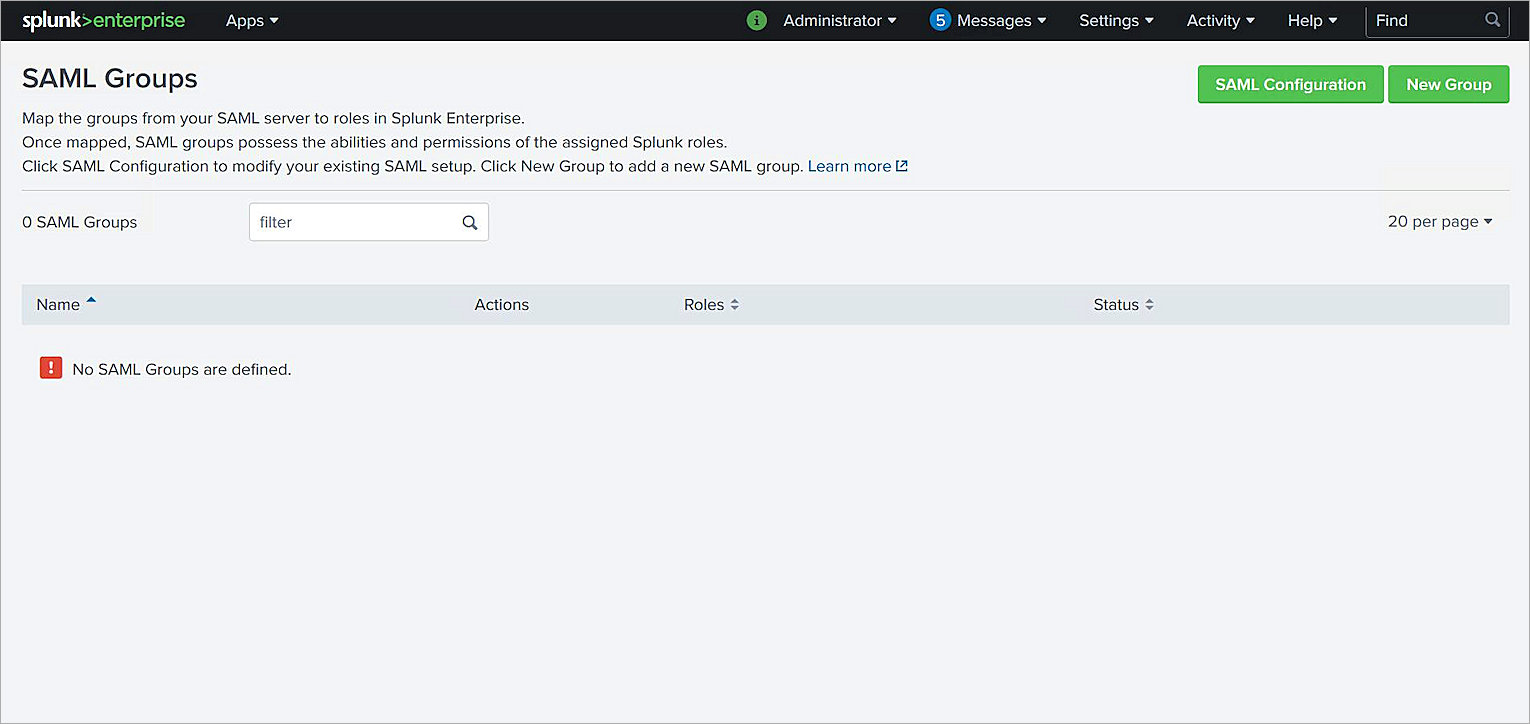 splunk>enterprise Apps Administrator 5 Messages Settings Activity Help Find
SAML Groups
SAML Configuration New Group
Map the groups from your SAML server to roles in Splunk Enterprise.
Once mapped, SAML groups possess the abilities and permissions of the assigned Splunk roles.
Click SAML Configuration to modify your existing SAML setup. Click New Group to add a new SAML group. Learn more
0 SAML Groups filter 20 per page
Name Actions Roles Status
No SAML Groups are defined.